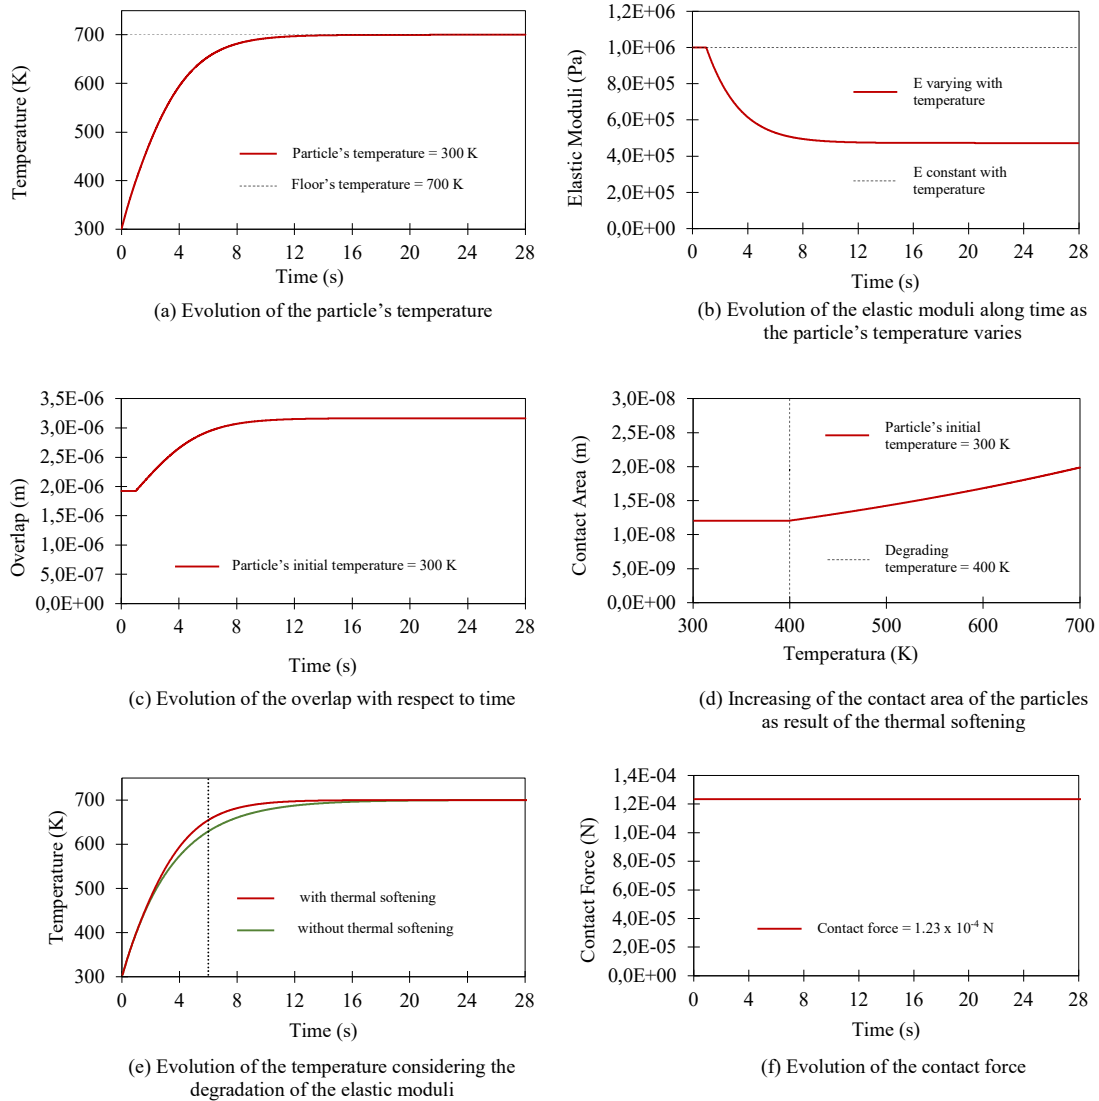 Temperature (K)
700
600
500
400
300
Particle's temperature = 300 K
Floor's temperature = 700 K
0 4 8 12 16 20 24 28
Time (s)
(a) Evolution of the particle's temperature
Elastic Moduli (Pa)
1,2E+06
1,0E+06
8,0E+05
6,0E+05
4,0E+05
2,0E+05
0,0E+00
E varying with
temperature
E constant with
temperature
0 4 8 12 16 20 24 28
Time (s)
(b) Evolution of the elastic moduli along time as
the particle's temperature varies
Overlap (m)
3,5E-06
3,0E-06
2,5E-06
2,0E-06
1,5E-06
1,0E-06
5,0E-07
0,0E+00
Particle's initial temperature = 300 K
0 4 8 12 16 20 24 28
Time (s)
(c) Evolution of the overlap with respect to time
Contact Area (m)
3,0E-08
2,5E-08
2,0E-08
1,5E-08
1,0E-08
5,0E-09
0,0E+00
Particle's initial
temperature = 300 K
Degrading
temperature = 400 K
300 400 500 600 700
Temperatura (K)
(d) Increasing of the contact area of the particles
as result of the thermal softening
Temperature (K)
700
600
500
400
300
with thermal softening
without thermal softening
0 4 8 12 16 20 24 28
Time (s)
(e) Evolution of the temperature considering the
degradation of the elastic moduli
Contact Force (N)
1,4E-04
1,2E-04
1,0E-04
8,0E-05
6,0E-05
4,0E-05
2,0E-05
0,0E+00
Contact force = 1.23 x 10⁻⁴ N
0 4 8 12 16 20 24 28
Time (s)
(f) Evolution of the contact force